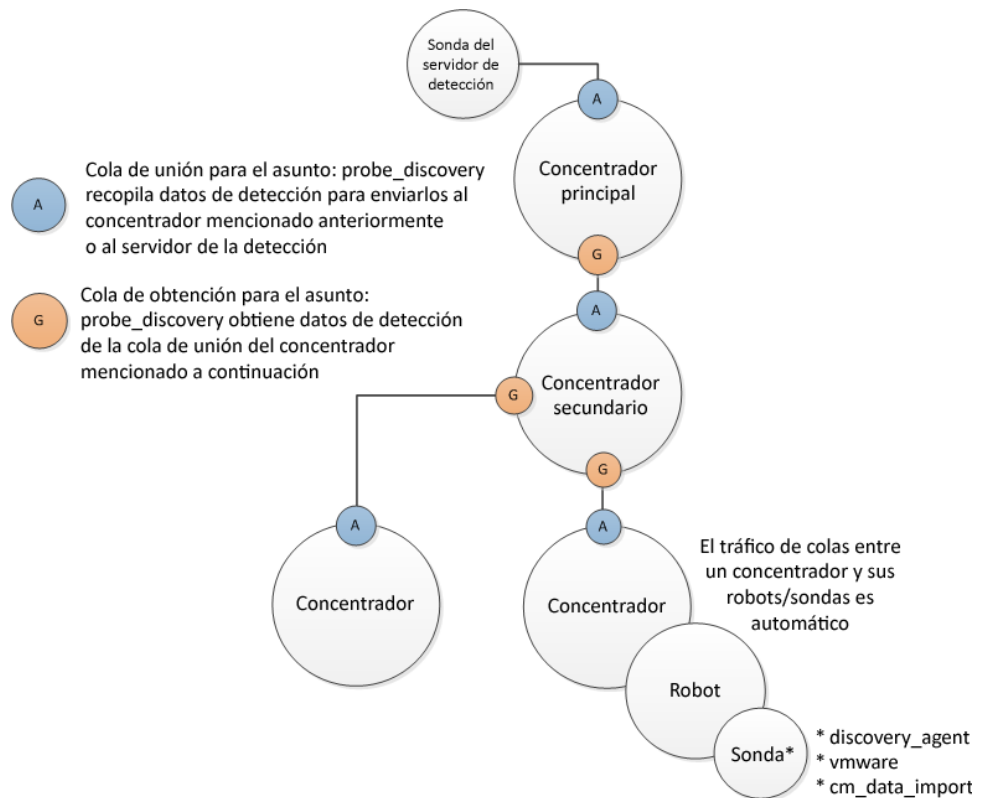 Sonda del
servidor de
detección
A
Concentrador
principal
G
A
Cola de unión para el asunto: probe_discovery
recopila datos de detección para enviarlos al
concentrador mencionado anteriormente
o al servidor de la detección
G
Cola de obtención para el asunto:
probe_discovery obtiene datos de detección
de la cola de unión del concentrador
mencionado a continuación
A
Concentrador
secundario
G
G
A
Concentrador
A
Concentrador
El tráfico de colas entre
un concentrador y sus
robots/sondas es
automático
Robot
Sonda*
* discovery_agent
* vmware
* cm_data_import